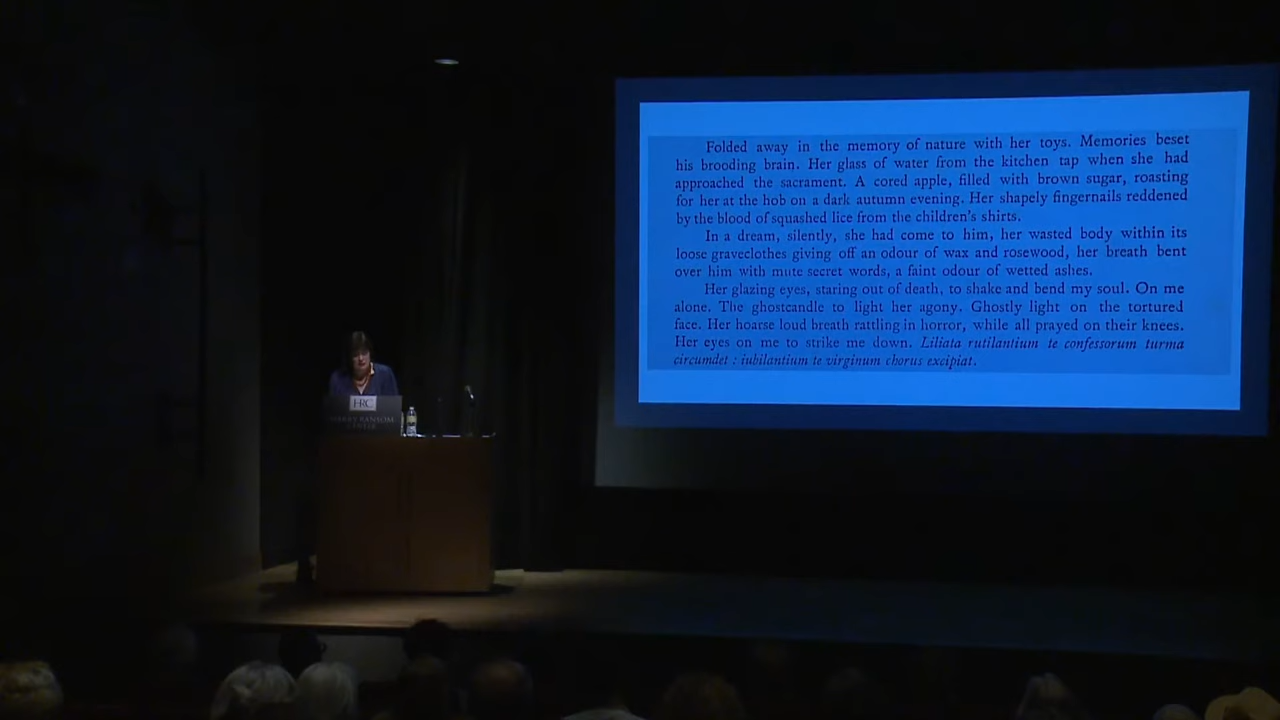 Folded away in the memory of nature with her toys. Memories beset
his brooding brain. Her glass of water from the kitchen tap when she had
approached the sacrament. A cored apple, filled with brown sugar, roasting
for her at the hob on a dark autumn evening. Her shapely fingernails reddened
by the blood of squashed lice from the children's shirts.
In a dream, silently, she had come to him, her wasted body within its
loose graveclothes giving off an odour of wax and rosewood, her breath bent
over him with mute secret words, a faint odour of wetted ashes.
Her glazing eyes, staring out of death, to shake and bend my soul. On me
alone. The ghostcandle to light her agony. Ghostly light on the tortured
face. Her hoarse loud breath rattling in horror, while all prayed on their knees.
Her eyes on me to strike me down. Liliata rutilantium te confessorum turma
circumdet : iubilantium te virginum chorus excipiat.
HRC
HARRY RANSOM
CENTER